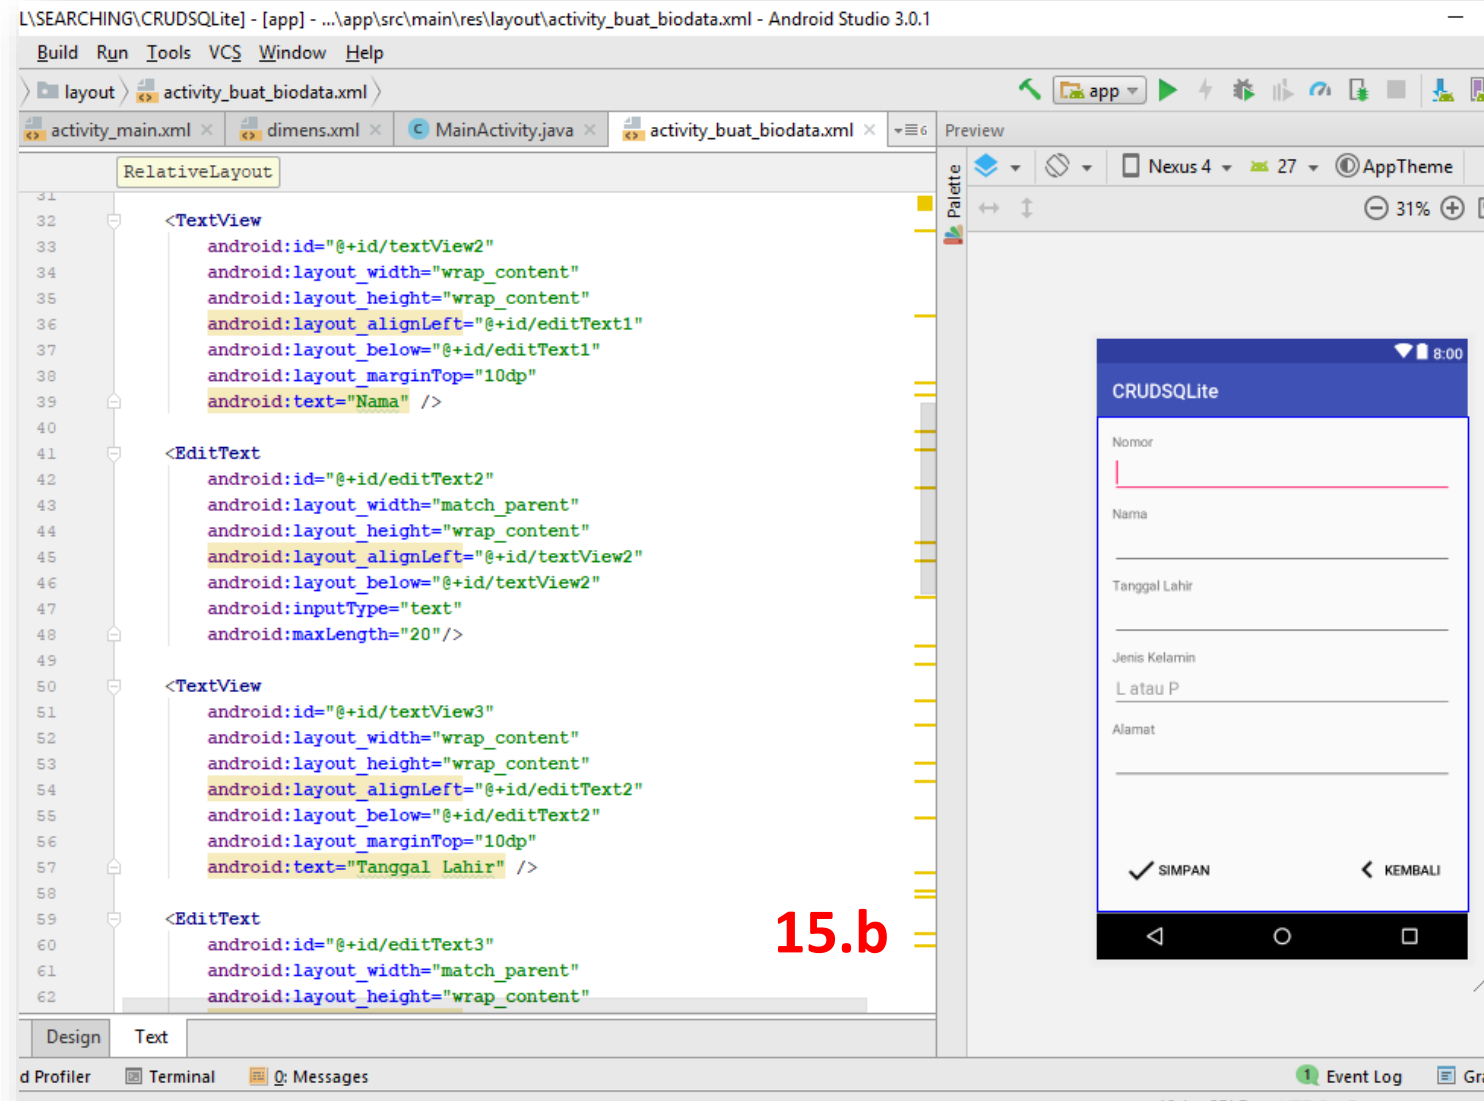 L\SEARCHING\CRUDSQLite] - [app] - ...\app\src\main\res\layout\activity_buat_biodata.xml - Android Studio 3.0.1
Build Run Tools VCS Window Help
layout activity_buat_biodata.xml
app
activity_main.xml dimens.xml MainActivity.java activity_buat_biodata.xml 6
Preview
RelativeLayout
Palette
Nexus 4 27 AppTheme
31%
31
32 <TextView
33 android:id="@+id/textView2"
34 android:layout_width="wrap_content"
35 android:layout_height="wrap_content"
36 android:layout_alignLeft="@+id/editText1"
37 android:layout_below="@+id/editText1"
38 android:layout_marginTop="10dp"
39 android:text="Nama" />
40
41 <EditText
42 android:id="@+id/editText2"
43 android:layout_width="match_parent"
44 android:layout_height="wrap_content"
45 android:layout_alignLeft="@+id/textView2"
46 android:layout_below="@+id/textView2"
47 android:inputType="text"
48 android:maxLength="20"/>
49
50 <TextView
51 android:id="@+id/textView3"
52 android:layout_width="wrap_content"
53 android:layout_height="wrap_content"
54 android:layout_alignLeft="@+id/editText2"
55 android:layout_below="@+id/editText2"
56 android:layout_marginTop="10dp"
57 android:text="Tanggal Lahir" />
58
59 <EditText
60 android:id="@+id/editText3"
61 android:layout_width="match_parent"
62 android:layout_height="wrap_content"
15.b
8:00
CRUDSQLite
Nomor
Nama
Tanggal Lahir
Jenis Kelamin
L atau P
Alamat
SIMPAN KEMBALI
Design Text
d Profiler Terminal 0: Messages 1 Event Log Gra